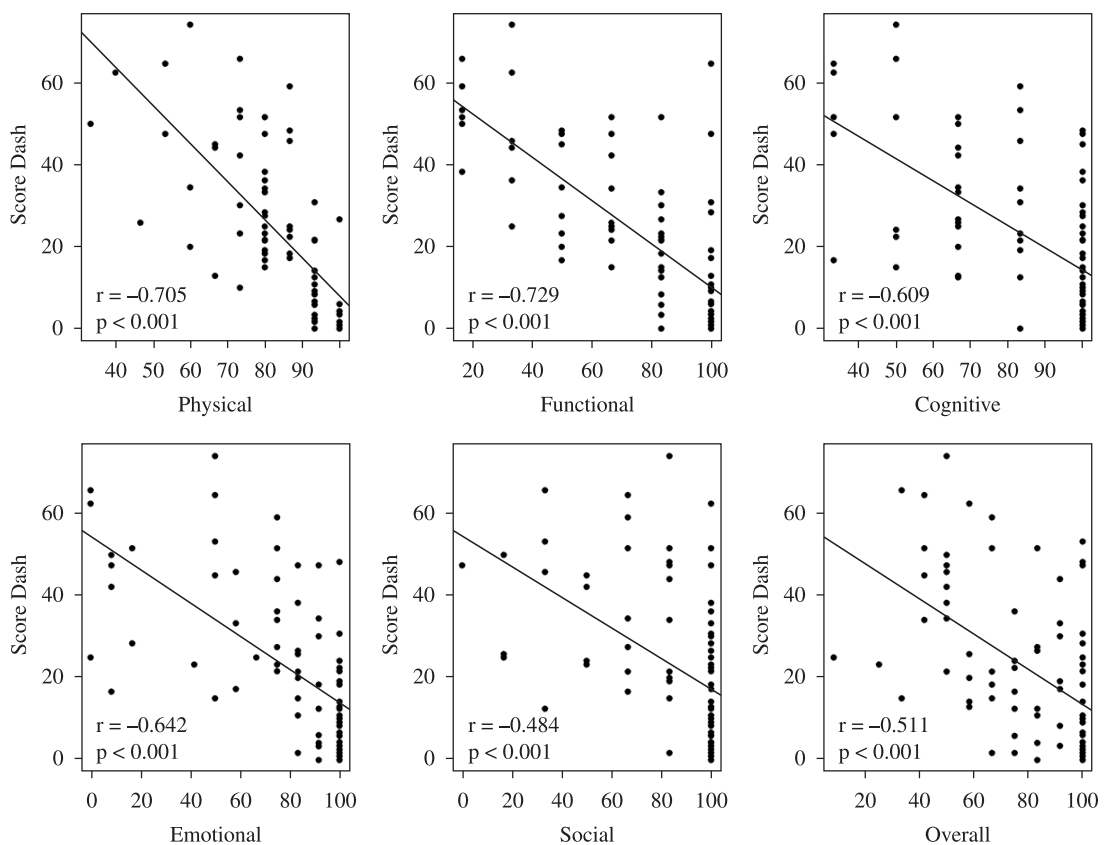 Score Dash
60
40
20
0
r = –0.705
p < 0.001
40 50 60 70 80 90
Physical
Score Dash
60
40
20
0
r = –0.729
p < 0.001
20 40 60 80 100
Functional
Score Dash
60
40
20
0
r = –0.609
p < 0.001
40 50 60 70 80 90
Cognitive
Score Dash
60
40
20
0
r = –0.642
p < 0.001
0 20 40 60 80 100
Emotional
Score Dash
60
40
20
0
r = –0.484
p < 0.001
0 20 40 60 80 100
Social
Score Dash
60
40
20
0
r = –0.511
p < 0.001
20 40 60 80 100
Overall